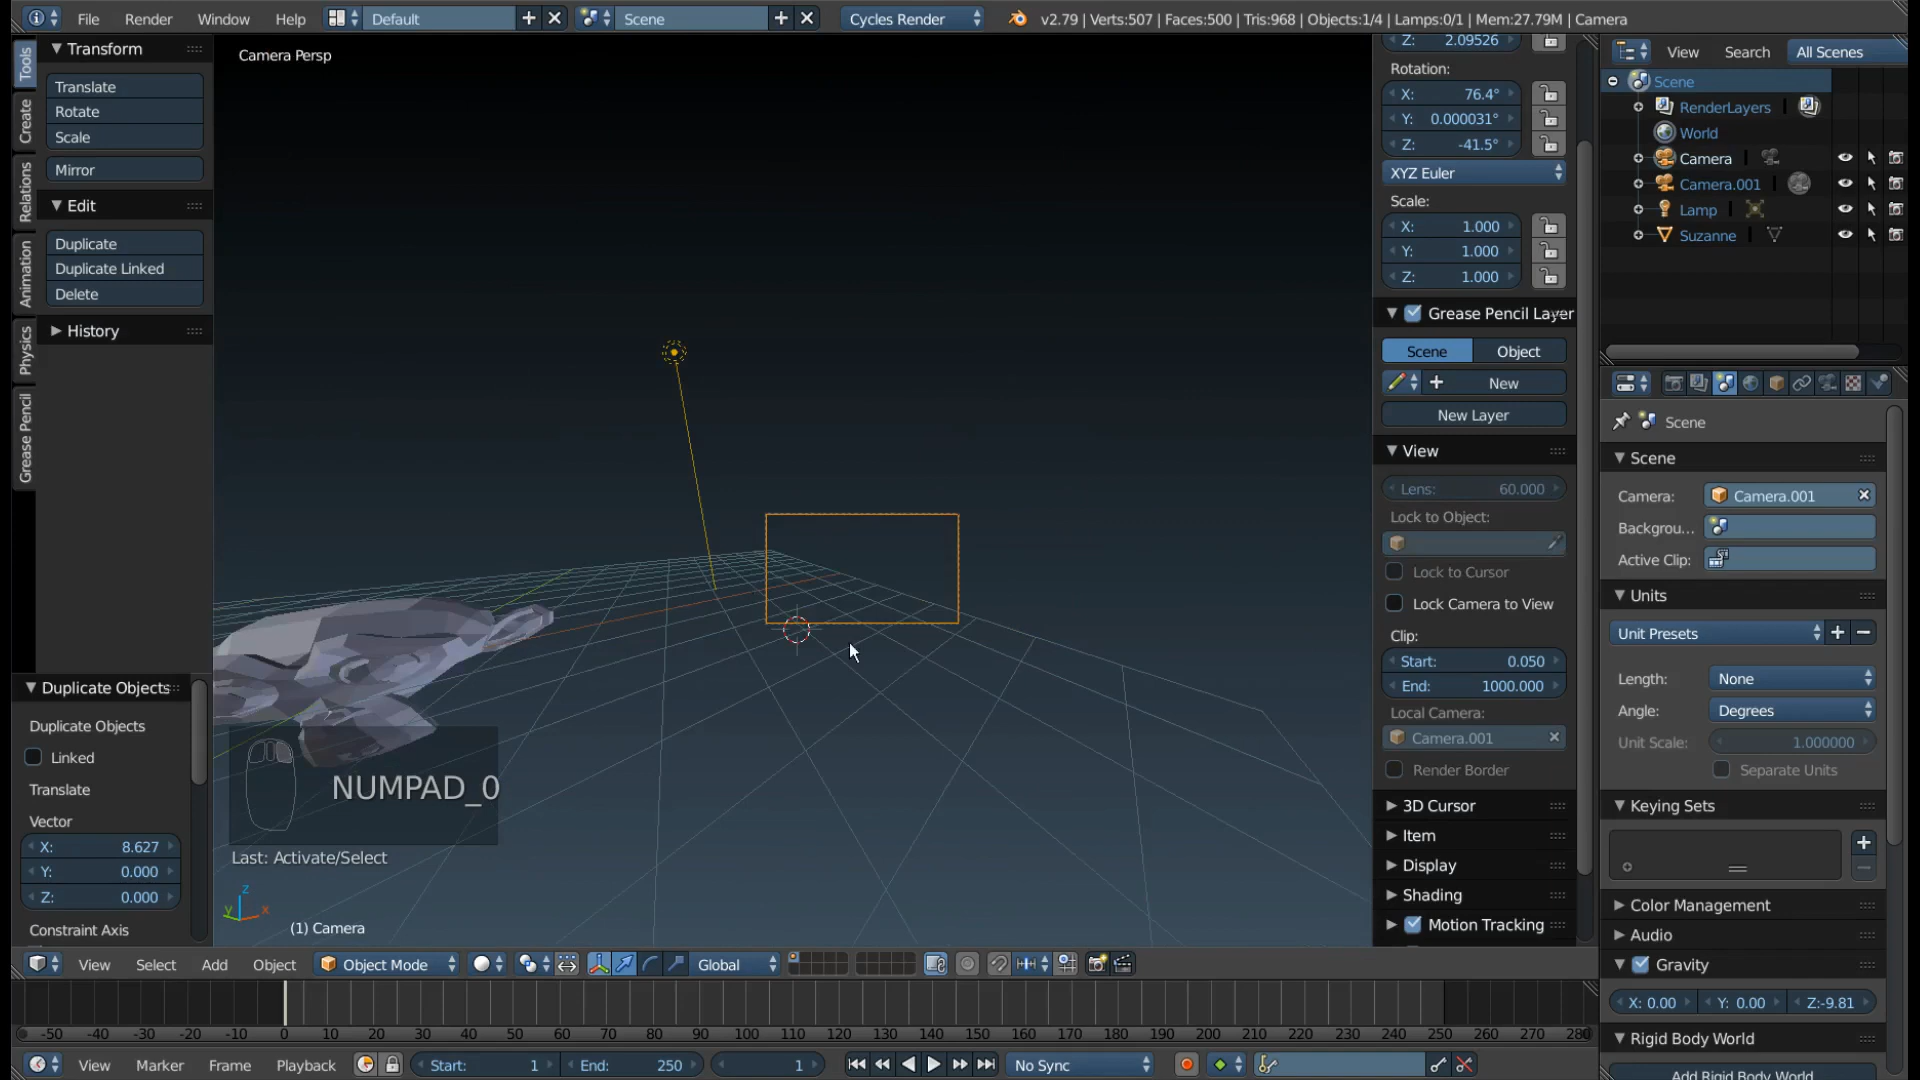 File Render Window Help Default Scene Cycles Render v2.79 | Verts:507 | Faces:500 | Tris:968 | Objects:1/4 | Lamps:0/1 | Mem:27.79M | Camera
Tools
Create
Relations
Animation
Physics
Grease Pencil
Transform
Translate
Rotate
Scale
Mirror
Edit
Duplicate
Duplicate Linked
Delete
History
Duplicate Objects
Duplicate Objects
Linked
Translate
Vector
X: 8.627
Y: 0.000
Z: 0.000
Constraint Axis
Camera Persp
NUMPAD_0
Last: Activate/Select
z
y x
(1) Camera
Z: 2.09526
Rotation:
X: 76.4°
Y: 0.000031°
Z: -41.5°
XYZ Euler
Scale:
X: 1.000
Y: 1.000
Z: 1.000
Grease Pencil Layer
Scene Object
New
New Layer
View
Lens: 60.000
Lock to Object:
Lock to Cursor
Lock Camera to View
Clip:
Start: 0.050
End: 1000.000
Local Camera:
Camera.001
Render Border
3D Cursor
Item
Display
Shading
Motion Tracking
View Search All Scenes
Scene
RenderLayers
World
Camera
Camera.001
Lamp
Suzanne
Scene
Scene
Camera: Camera.001
Backgrou...
Active Clip:
Units
Unit Presets
Length: None
Angle: Degrees
Unit Scale: 1.000000
Separate Units
Keying Sets
Color Management
Audio
Gravity
X: 0.00 Y: 0.00 Z:-9.81
Rigid Body World
Add Rigid Body World
View Select Add Object Object Mode Global
-50 -40 -30 -20 -10 0 10 20 30 40 50 60 70 80 90 100 110 120 130 140 150 160 170 180 190 200 210 220 230 240 250 260 270 280
View Marker Frame Playback Start: 1 End: 250 1 No Sync